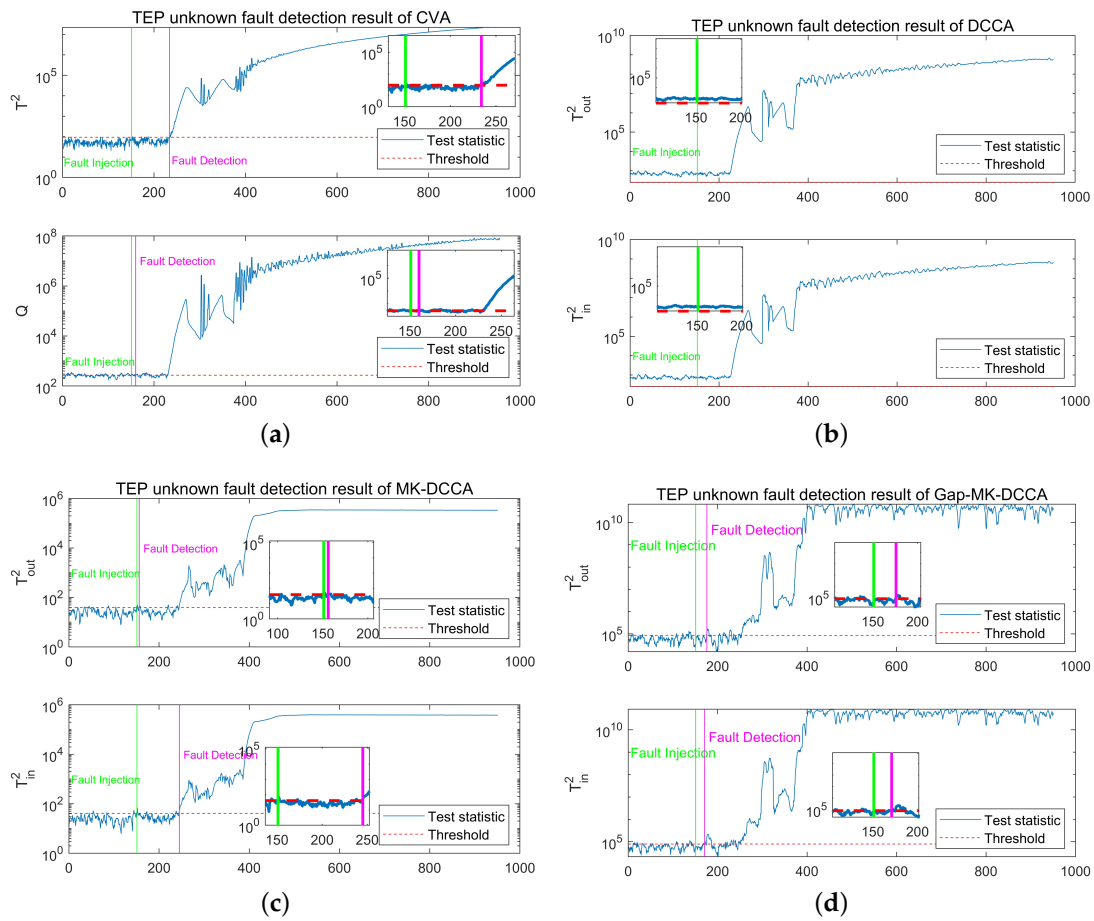 TEP unknown fault detection result of CVA
T²
10⁵
10⁰
Fault Injection
Fault Detection
10⁵
10⁰
150 200 250
Test statistic
Threshold
0 200 400 600 800 1000
Q
10⁸
10⁶
10⁴
10²
Fault Detection
Fault Injection
10⁵
150 200 250
Test statistic
Threshold
0 200 400 600 800 1000
(a)
TEP unknown fault detection result of DCCA
T²out
10¹⁰
10⁵
Fault Injection
10⁵
150 200
Test statistic
Threshold
0 200 400 600 800 1000
T²in
10¹⁰
10⁵
Fault Injection
10⁵
150 200
Test statistic
Threshold
0 200 400 600 800 1000
(b)
TEP unknown fault detection result of MK-DCCA
T²out
10⁶
10⁴
10²
10⁰
Fault Detection
Fault Injection
10⁵
10⁰
100 150 200
Test statistic
Threshold
0 200 400 600 800 1000
T²in
10⁶
10⁴
10²
10⁰
Fault Detection
Fault Injection
10⁵
10⁰
150 200 250
Test statistic
Threshold
0 200 400 600 800 1000
(c)
TEP unknown fault detection result of Gap-MK-DCCA
T²out
10¹⁰
10⁵
Fault Detection
Fault Injection
10⁵
150 200
Test statistic
Threshold
0 200 400 600 800 1000
T²in
10¹⁰
10⁵
Fault Detection
Fault Injection
10⁵
150 200
Test statistic
Threshold
0 200 400 600 800 1000
(d)